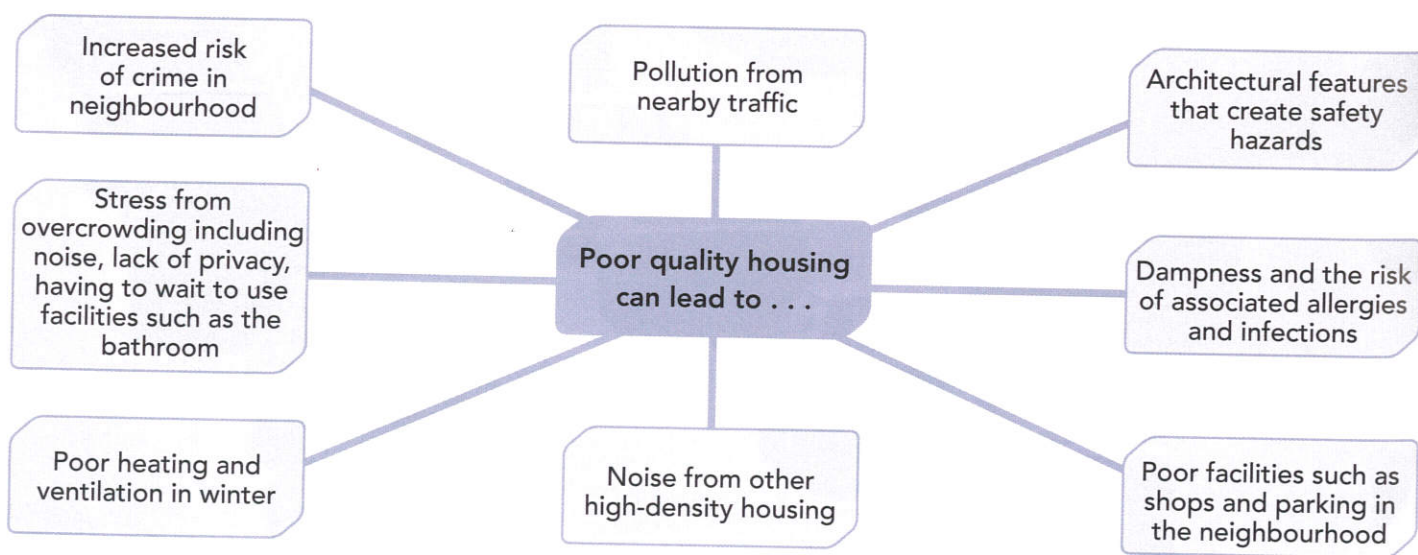 Increased risk
of crime in
neighbourhood
Pollution from
nearby traffic
Architectural features
that create safety
hazards
Stress from
overcrowding including
noise, lack of privacy,
having to wait to use
facilities such as the
bathroom
Poor quality housing
can lead to . . .
Dampness and the risk
of associated allergies
and infections
Poor heating and
ventilation in winter
Noise from other
high-density housing
Poor facilities such as
shops and parking in
the neighbourhood